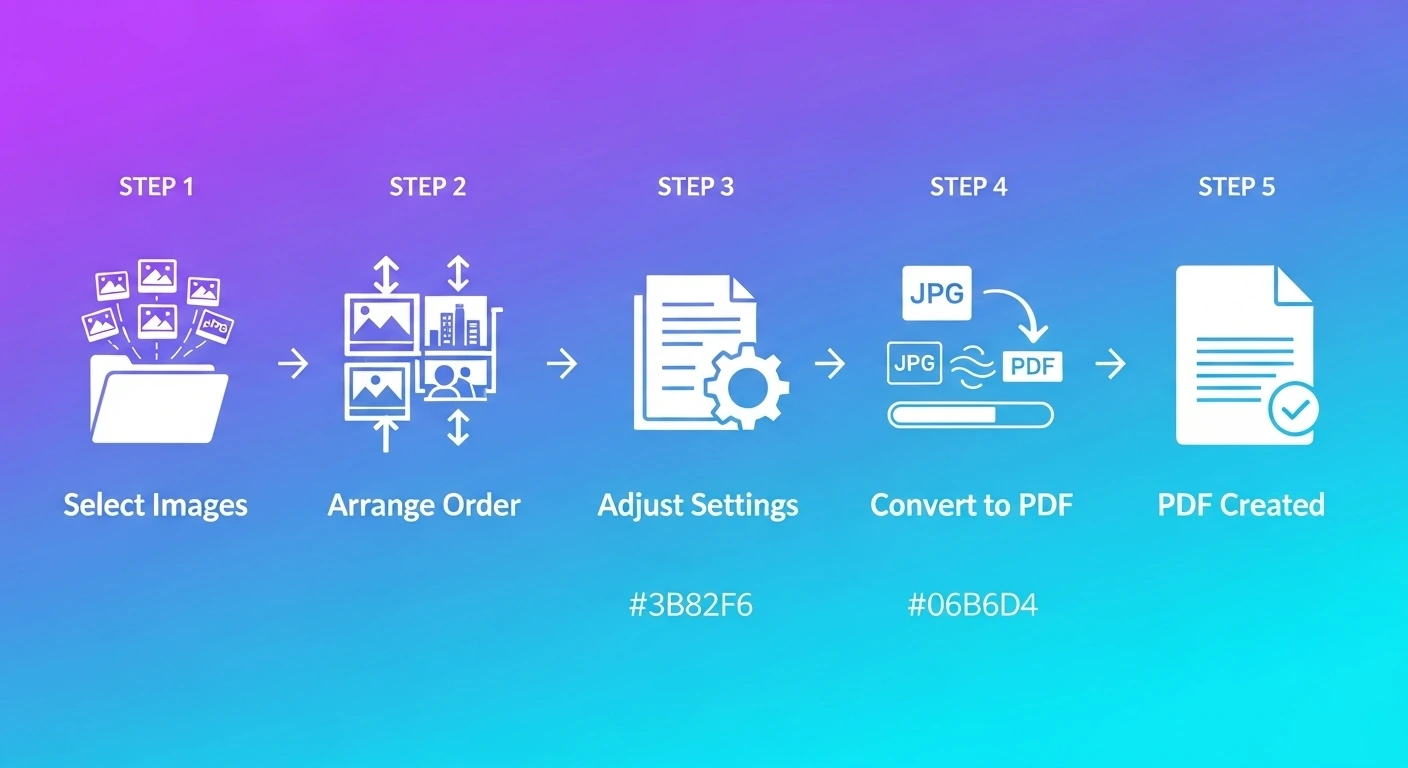 STEP 1
STEP 2
STEP 3
STEP 4
STEP 5
JPG
JPG
JPG
PDF
Select Images
Arrange Order
Adjust Settings
Convert to PDF
PDF Created
#3B82F6
#06B6D4